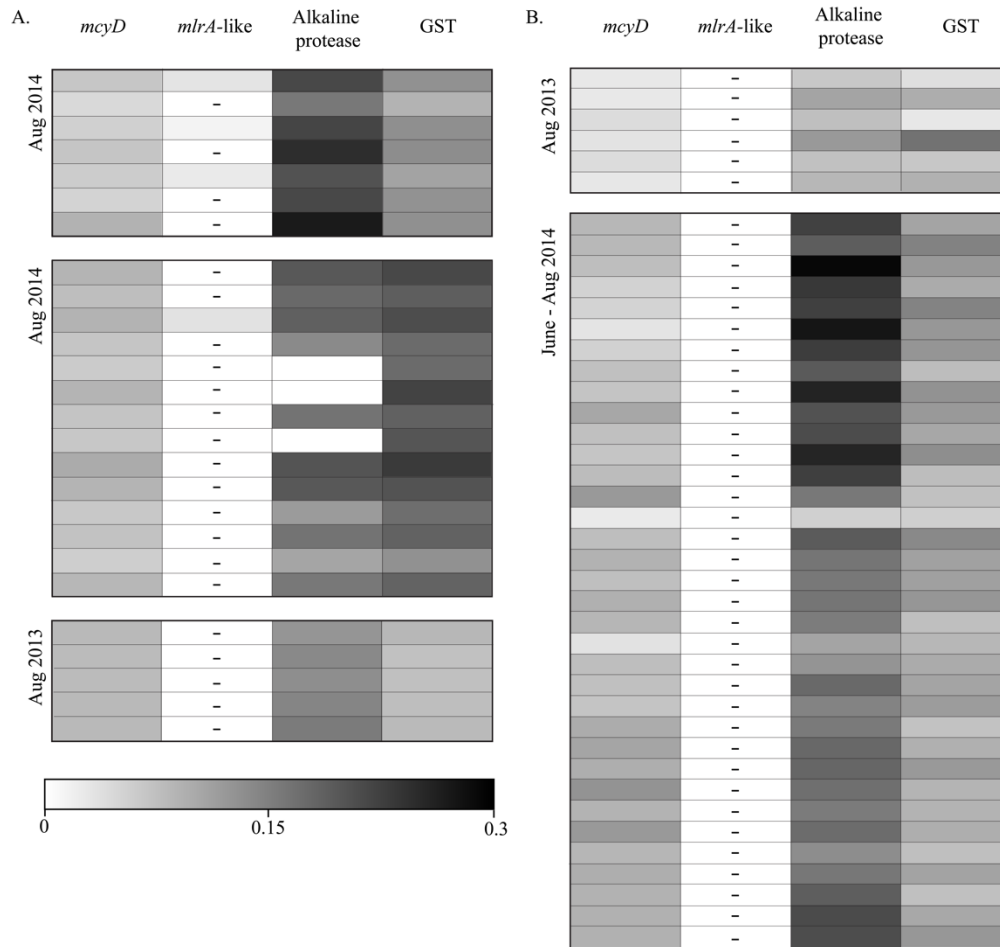 A.
mcyD mlrA-like Alkaline protease GST
Aug 2014
Aug 2014
Aug 2013
0 0.15 0.3
B.
mcyD mlrA-like Alkaline protease GST
Aug 2013
June - Aug 2014